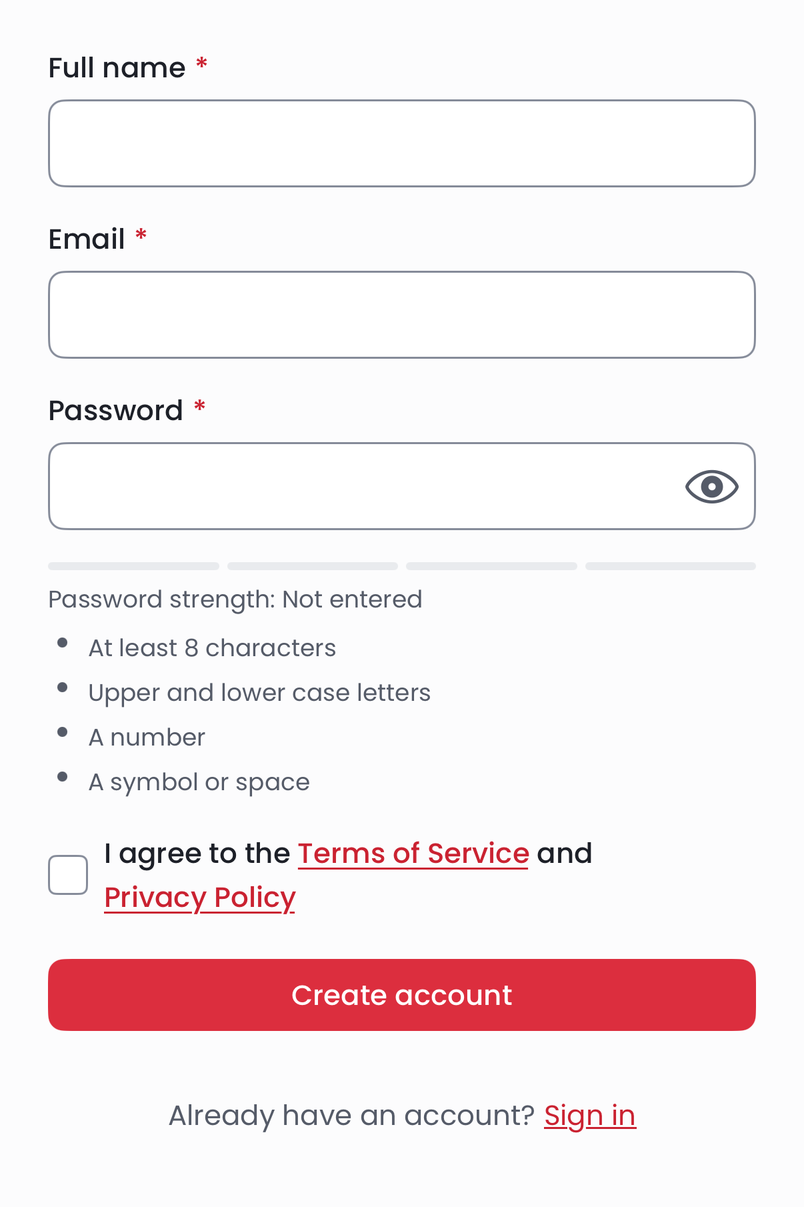 Full name *
Email *
Password *
Password strength: Not entered
• At least 8 characters
• Upper and lower case letters
• A number
• A symbol or space
I agree to the Terms of Service and
Privacy Policy
Create account
Already have an account? Sign in